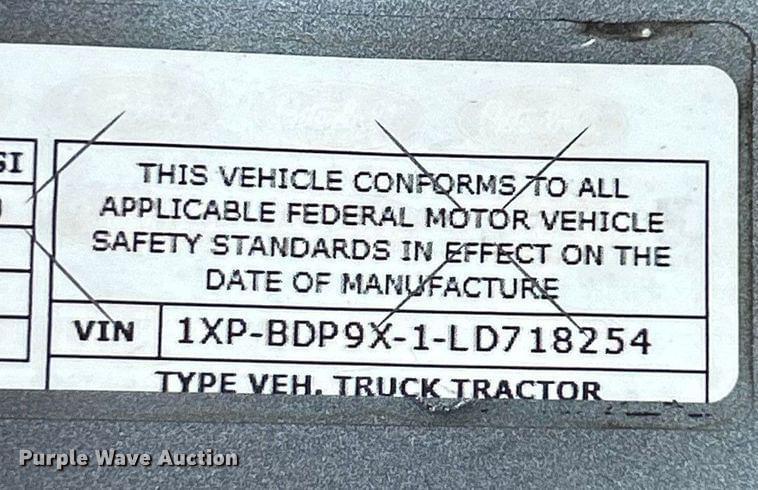 SI
THIS VEHICLE CONFORMS TO ALL
APPLICABLE FEDERAL MOTOR VEHICLE
SAFETY STANDARDS IN EFFECT ON THE
DATE OF MANUFACTURE
VIN 1XP-BDP9X-1-LD718254
TYPE VEH. TRUCK TRACTOR
Purple Wave Auction